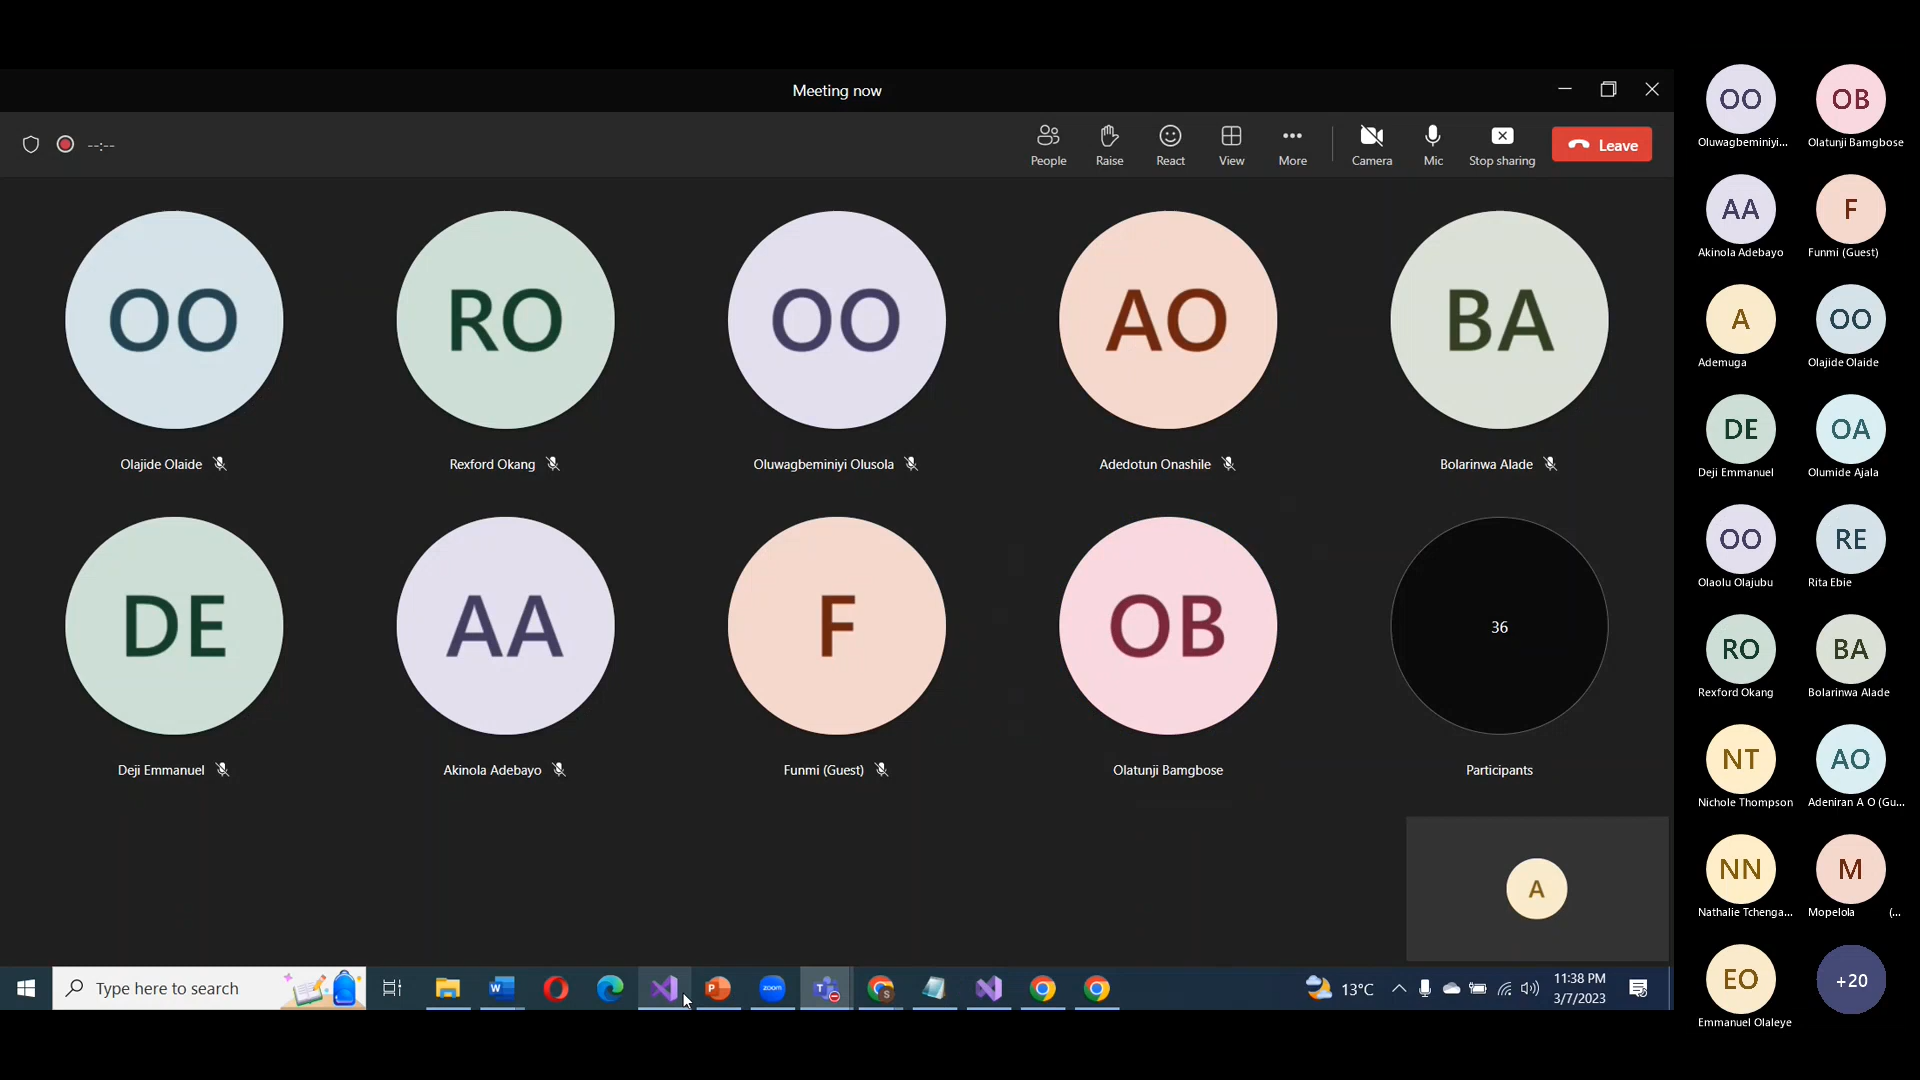 Meeting now
--:--
People
Raise
React
View
More
Camera
Mic
Stop sharing
Leave
OO
RO
OO
AO
BA
Olajide Olaide
Rexford Okang
Oluwagbeminiyi Olusola
Adedotun Onashile
Bolarinwa Alade
DE
AA
F
OB
36
Deji Emmanuel
Akinola Adebayo
Funmi (Guest)
Olatunji Bamgbose
Participants
A
Type here to search
W
P
zoom
T
S
13°C
11:38 PM
3/7/2023
OO
OB
Oluwagbeminiyi...
Olatunji Bamgbose
AA
F
Akinola Adebayo
Funmi (Guest)
A
OO
Ademuga
Olajide Olaide
DE
OA
Deji Emmanuel
Olumide Ajala
OO
RE
Olaolu Olajubu
Rita Ebie
RO
BA
Rexford Okang
Bolarinwa Alade
NT
AO
Nichole Thompson
Adeniran A O (Gu...
NN
M
Nathalie Tchenga...
Mopelola (...
EO
+20
Emmanuel Olaleye